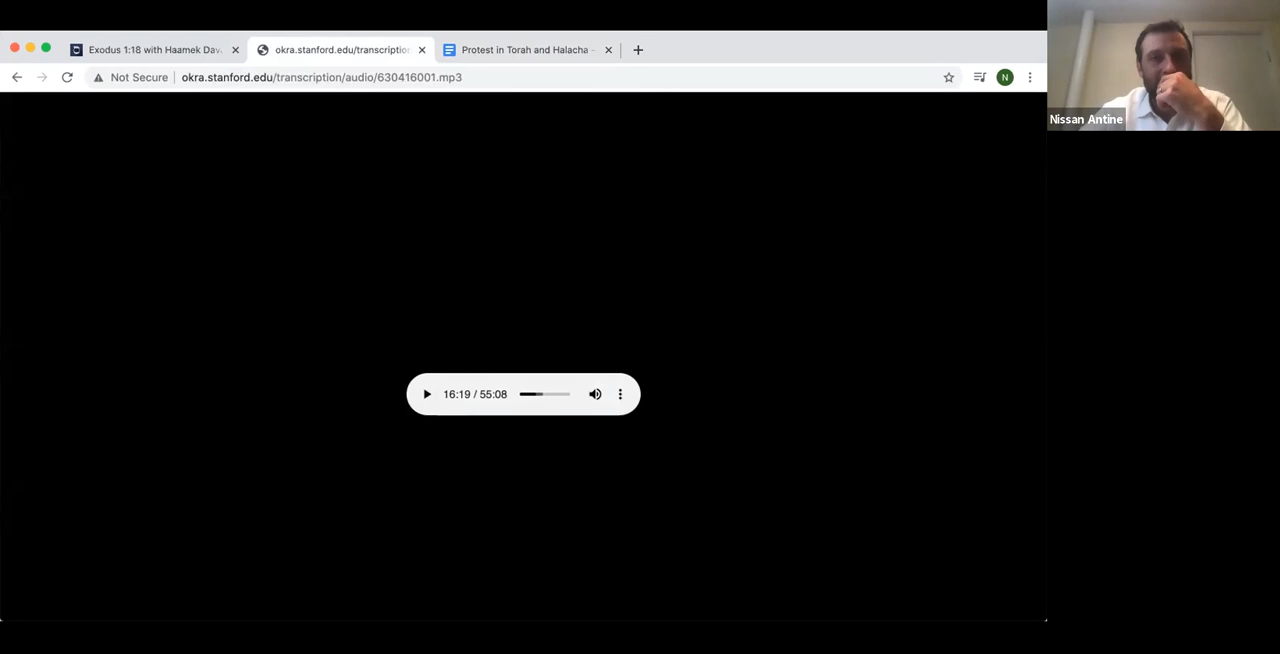 Exodus 1:18 with Haamek Dav
okra.stanford.edu/transcription
Protest in Torah and Halacha -
Not Secure
okra.stanford.edu/transcription/audio/630416001.mp3
N
Nissan Antine
16:19 / 55:08